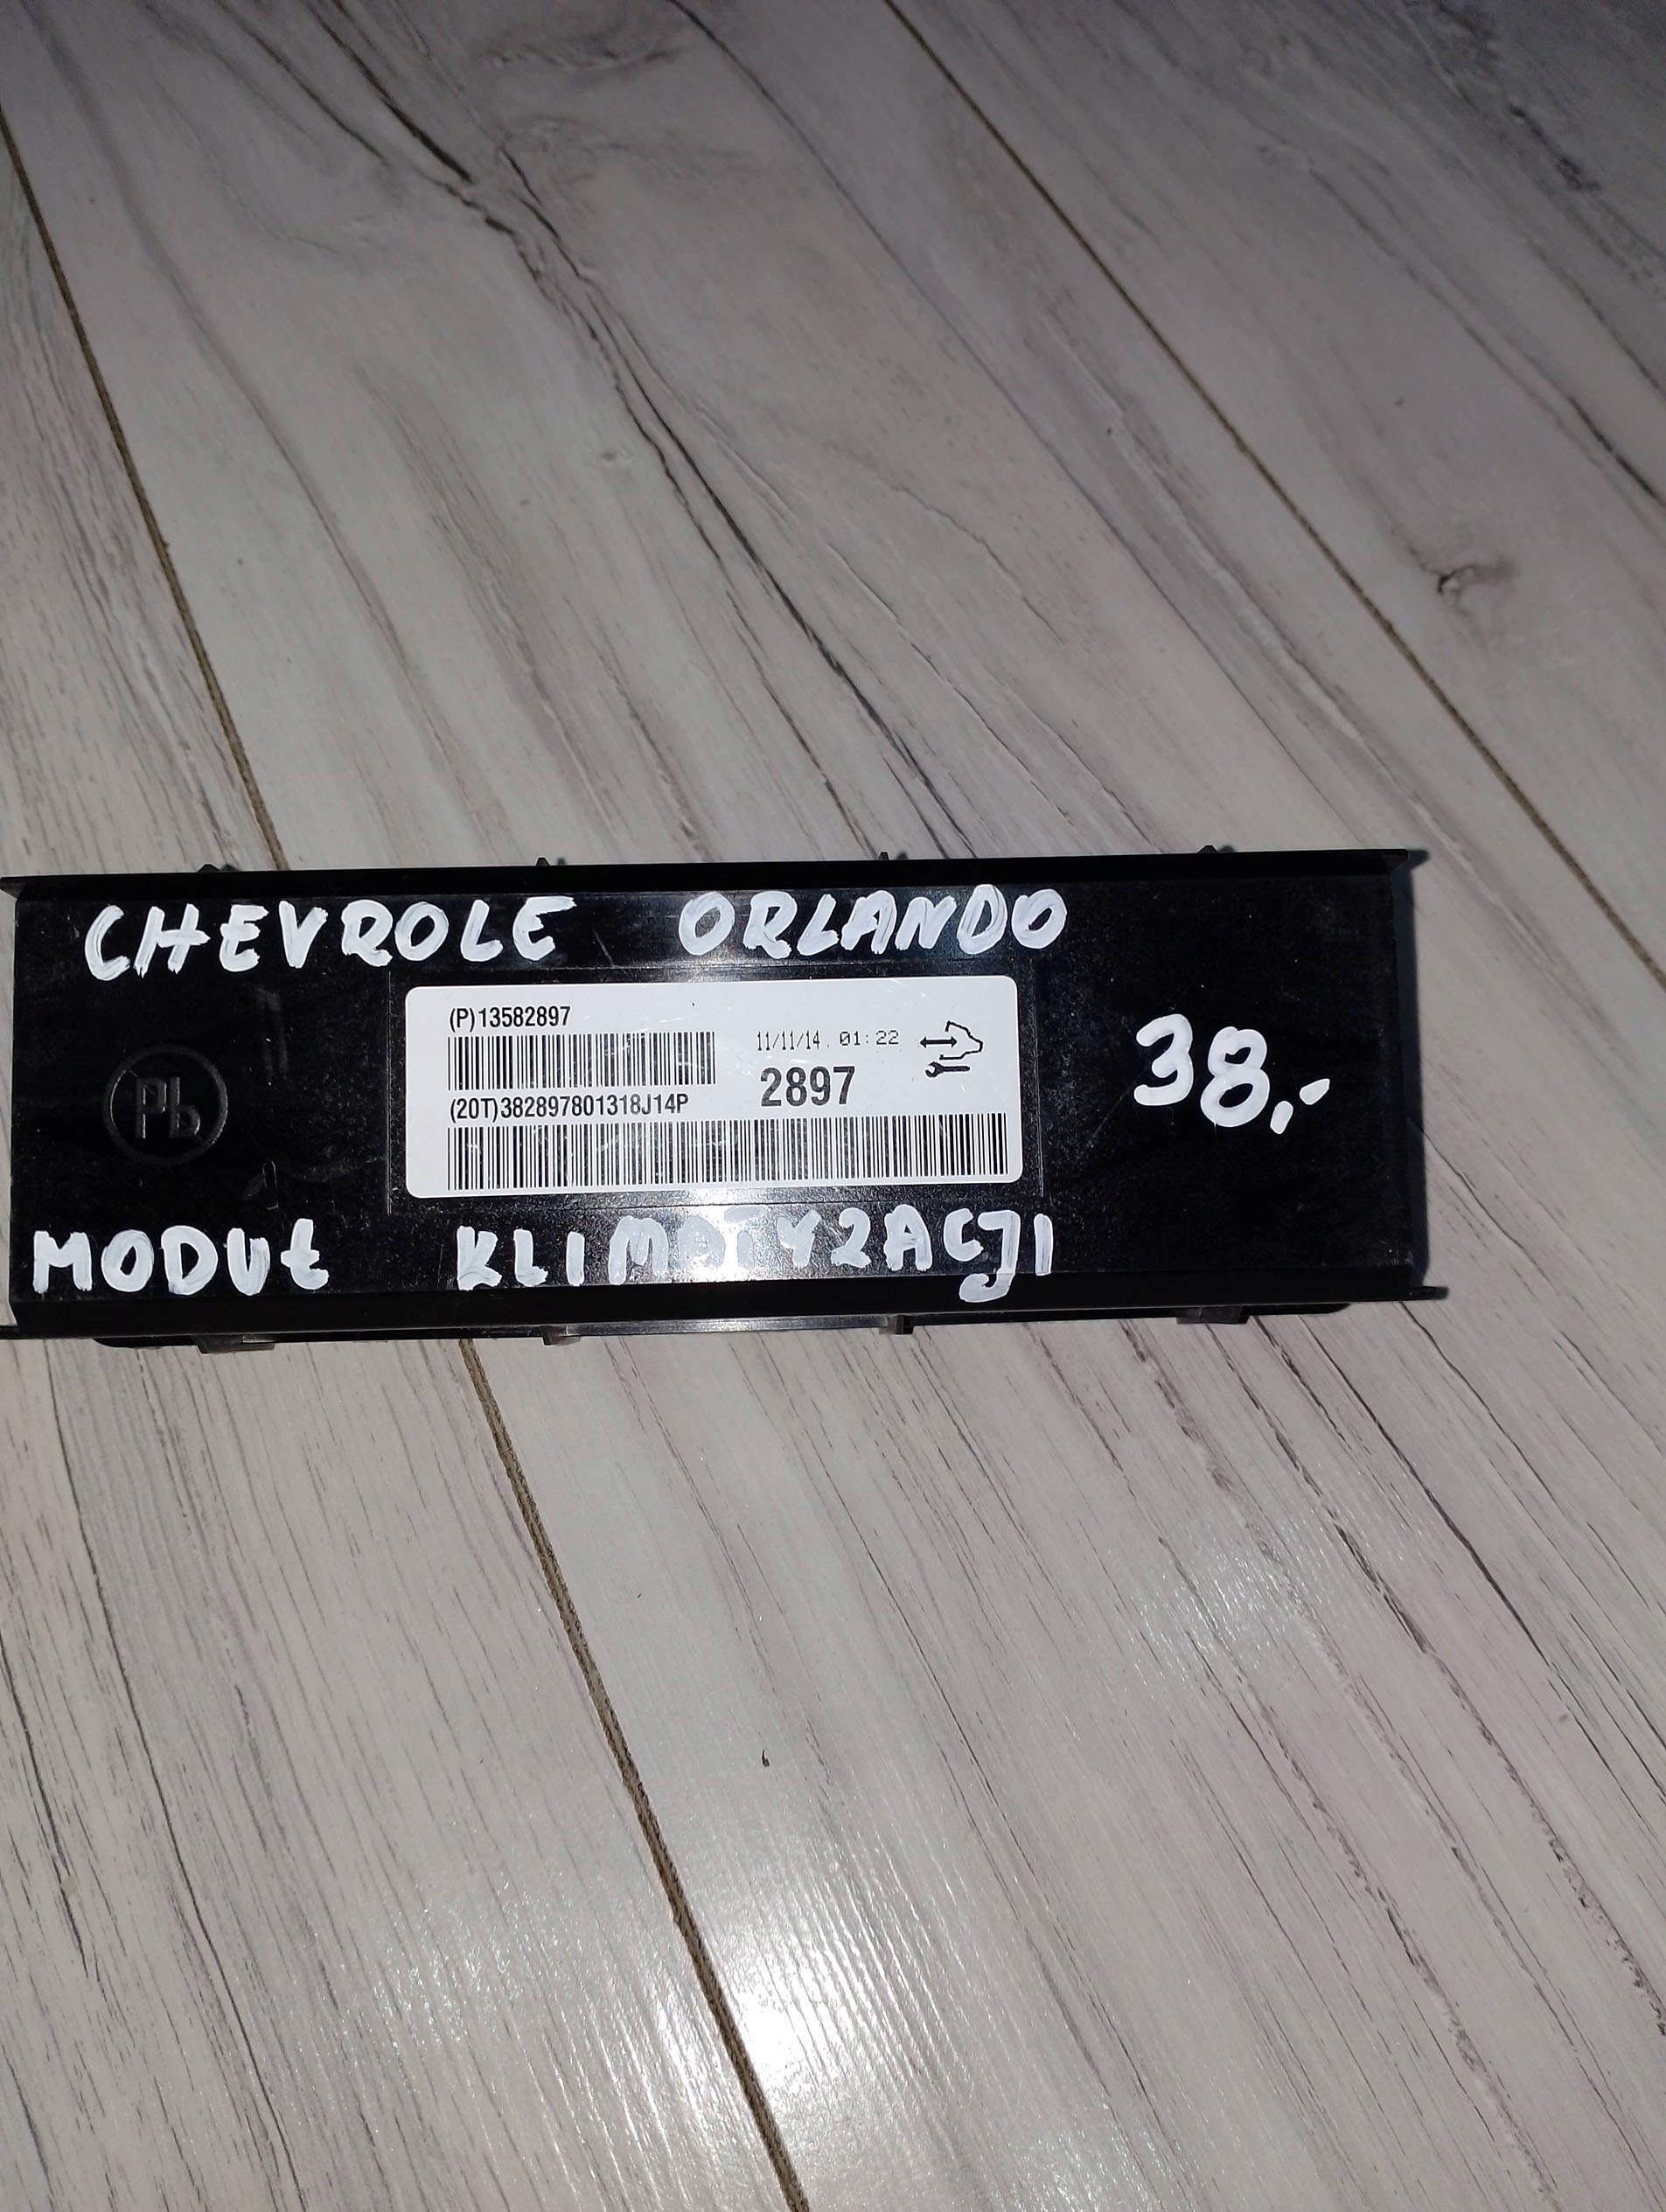 CHEVROLE ORLANDO
(P)13582897
11/11/14 . 01:22
2897
(20T)382897801318J14P
38,-
Pb
MODUŁ KLIMATYZACJI